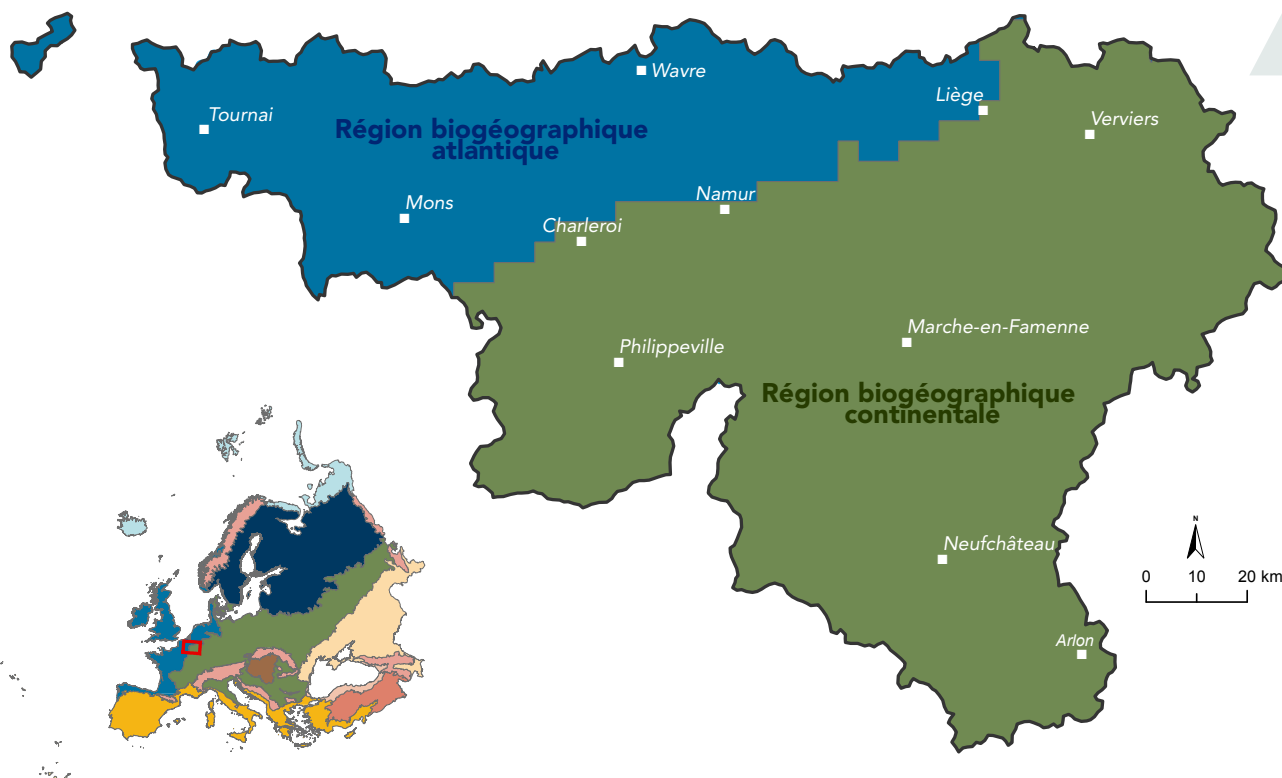 Wavre
Liège
Tournai
Verviers
Région biogéographique
atlantique
Namur
Mons
Charleroi
Marche-en-Famenne
Philippeville
Région biogéographique
continentale
Neufchâteau
N
0 10 20 km
Arlon